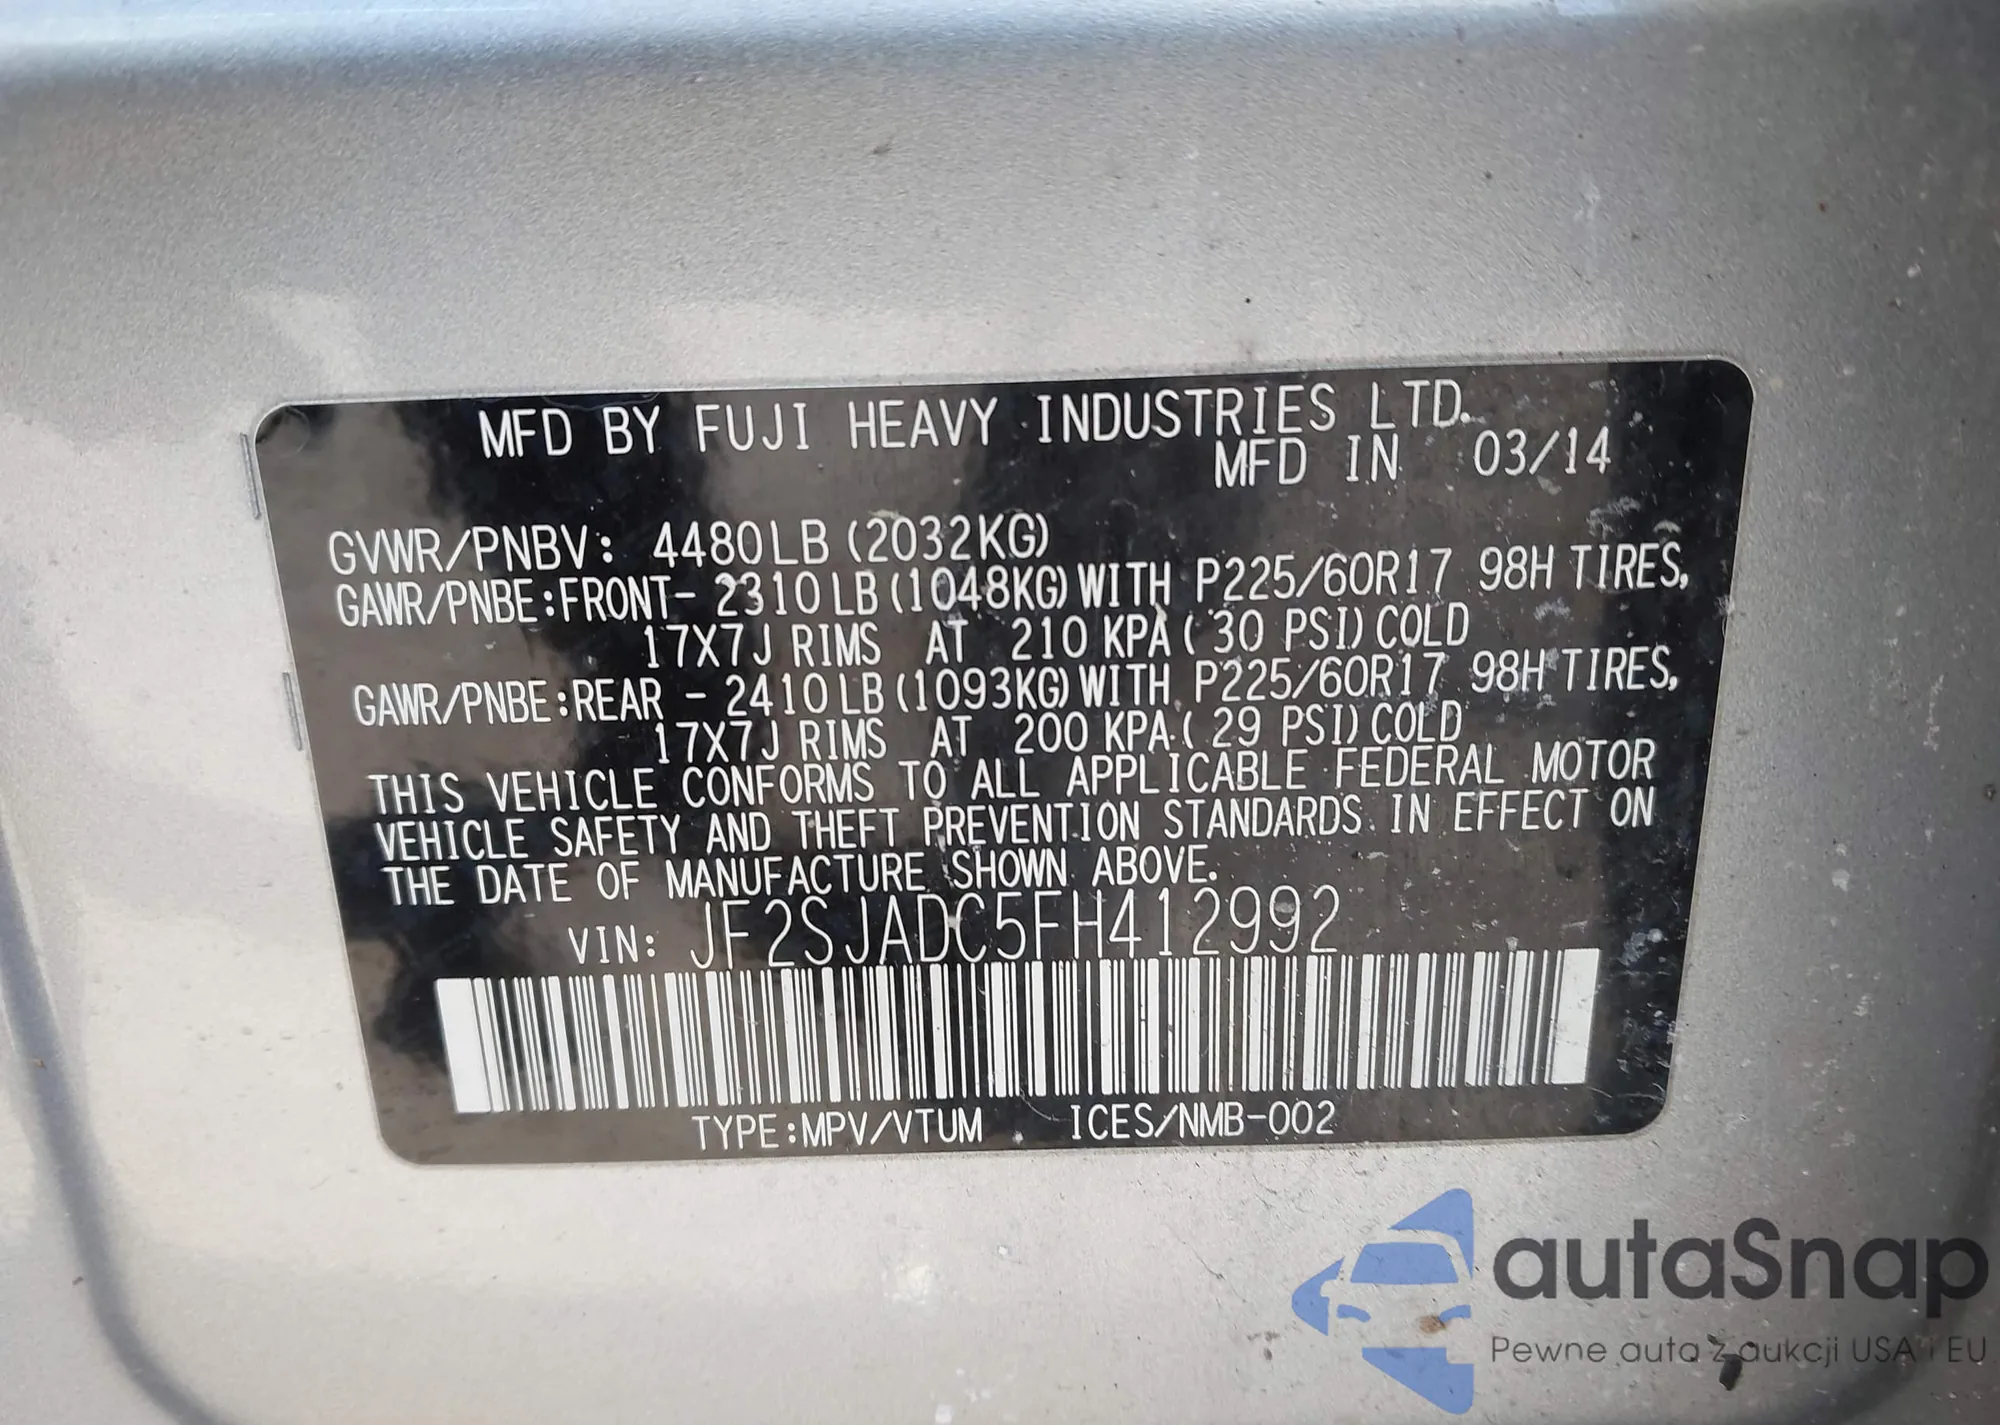 MFD BY FUJI HEAVY INDUSTRIES LTD.
MFD IN 03/14
GVWR/PNBV: 4480LB (2032KG)
GAWR/PNBE:FRONT- 2310LB (1048KG) WITH P225/60R17 98H TIRES,
17X7J RIMS AT 210 KPA ( 30 PSI) COLD
GAWR/PNBE:REAR - 2410LB (1093KG) WITH P225/60R17 98H TIRES,
17X7J RIMS AT 200 KPA ( 29 PSI) COLD
THIS VEHICLE CONFORMS TO ALL APPLICABLE FEDERAL MOTOR
VEHICLE SAFETY AND THEFT PREVENTION STANDARDS IN EFFECT ON
THE DATE OF MANUFACTURE SHOWN ABOVE.
VIN: JF2SJADC5FH412992
TYPE:MPV/VTUM ICES/NMB-002
autaSnap
Pewne auta z aukcji USA i EU